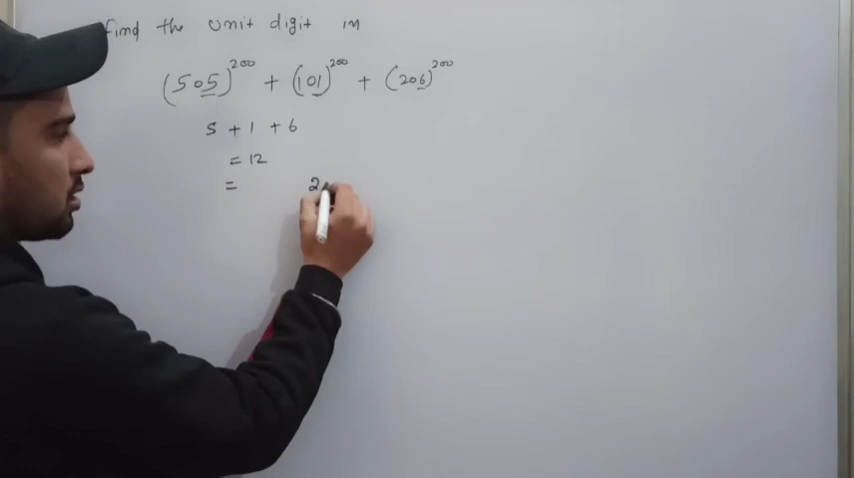 Find the unit digit in
(505)^200 + (101)^200 + (206)^200
5 + 1 + 6
= 12
= 2